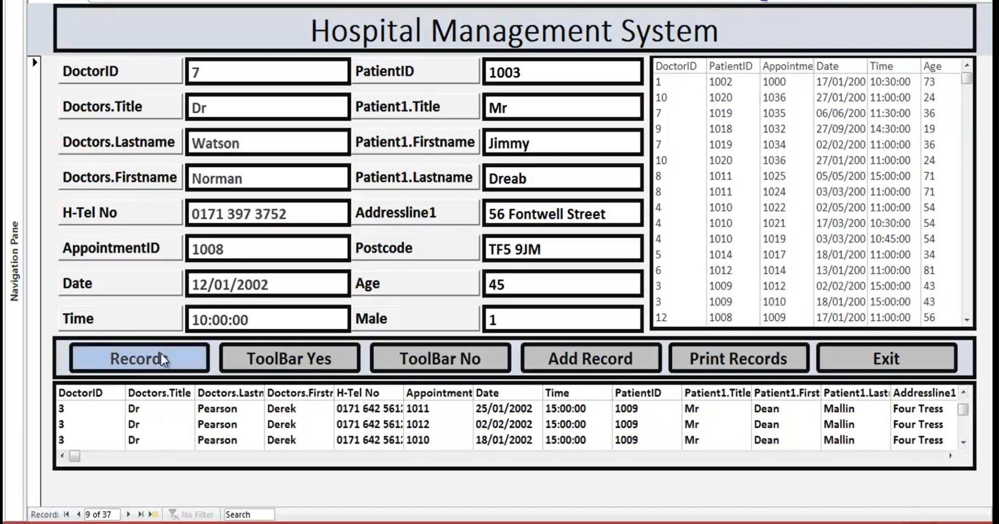 Hospital Management System
DoctorID 7 PatientID 1003
Doctors.Title Dr Patient1.Title Mr
Doctors.Lastname Watson Patient1.Firstname Jimmy
Doctors.Firstname Norman Patient1.Lastname Dreab
H-Tel No 0171 397 3752 Addressline1 56 Fontwell Street
AppointmentID 1008 Postcode TF5 9JM
Date 12/01/2002 Age 45
Time 10:00:00 Male 1
DoctorID PatientID Appointme Date Time Age
1 1002 1000 17/01/200 10:30:00 73
10 1020 1036 27/01/200 11:00:00 24
7 1019 1035 06/06/200 11:30:00 36
9 1018 1032 27/09/200 14:30:00 19
7 1019 1034 02/02/200 11:00:00 36
10 1020 1036 27/01/200 11:00:00 24
8 1011 1025 05/05/200 15:00:00 71
8 1011 1024 03/03/200 11:00:00 71
4 1010 1022 02/05/200 11:00:00 54
4 1010 1021 17/03/200 10:30:00 54
4 1010 1019 03/03/200 10:45:00 54
5 1014 1017 18/01/200 11:00:00 34
6 1012 1014 13/01/200 11:00:00 81
3 1009 1012 02/02/200 15:00:00 43
3 1009 1010 18/01/200 15:00:00 43
12 1008 1009 17/01/200 11:00:00 56
Navigation Pane
Records ToolBar Yes ToolBar No Add Record Print Records Exit
DoctorID Doctors.Title Doctors.Lastn Doctors.Firstr H-Tel No Appointment Date Time PatientID Patient1.Title Patient1.First Patient1.Last Addressline1
3 Dr Pearson Derek 0171 642 561 1011 25/01/2002 15:00:00 1009 Mr Dean Mallin Four Tress
3 Dr Pearson Derek 0171 642 561 1012 02/02/2002 15:00:00 1009 Mr Dean Mallin Four Tress
3 Dr Pearson Derek 0171 642 561 1010 18/01/2002 15:00:00 1009 Mr Dean Mallin Four Tress
Record: 9 of 37 No Filter Search